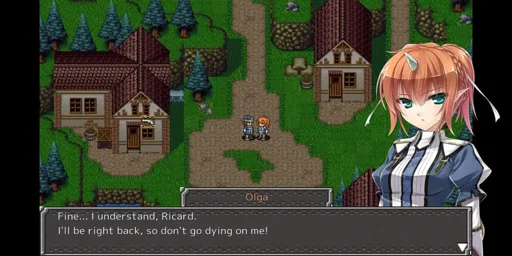 Olga
Fine... I understand, Ricard.
I'll be right back, so don't go dying on me!